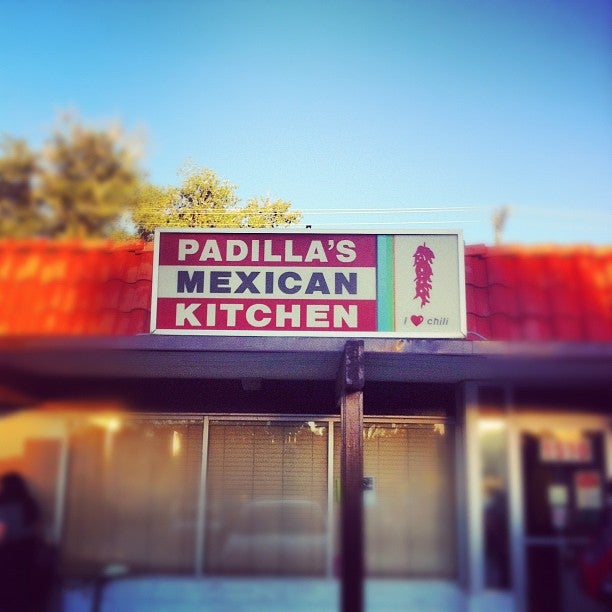 PADILLA'S
MEXICAN
KITCHEN
I ♥ chili